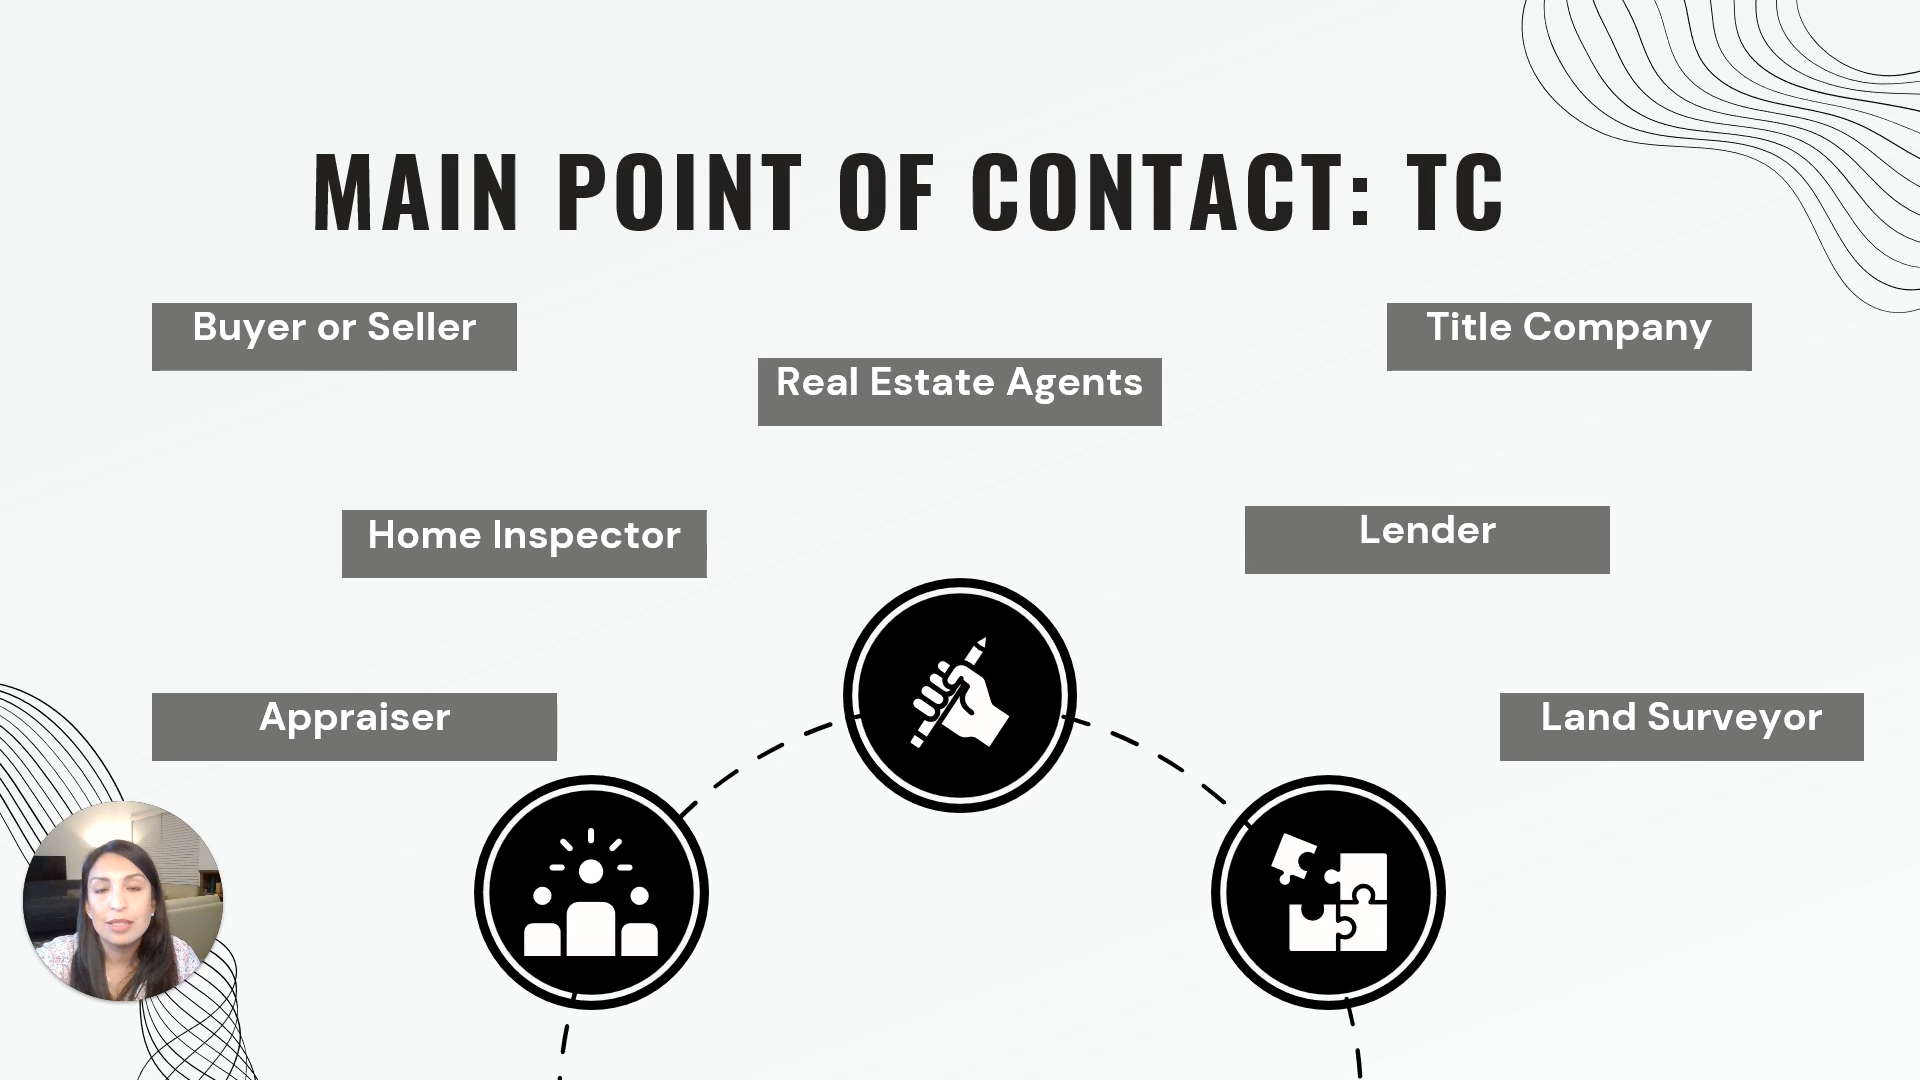 MAIN POINT OF CONTACT: TC
Buyer or Seller
Title Company
Real Estate Agents
Home Inspector
Lender
Appraiser
Land Surveyor